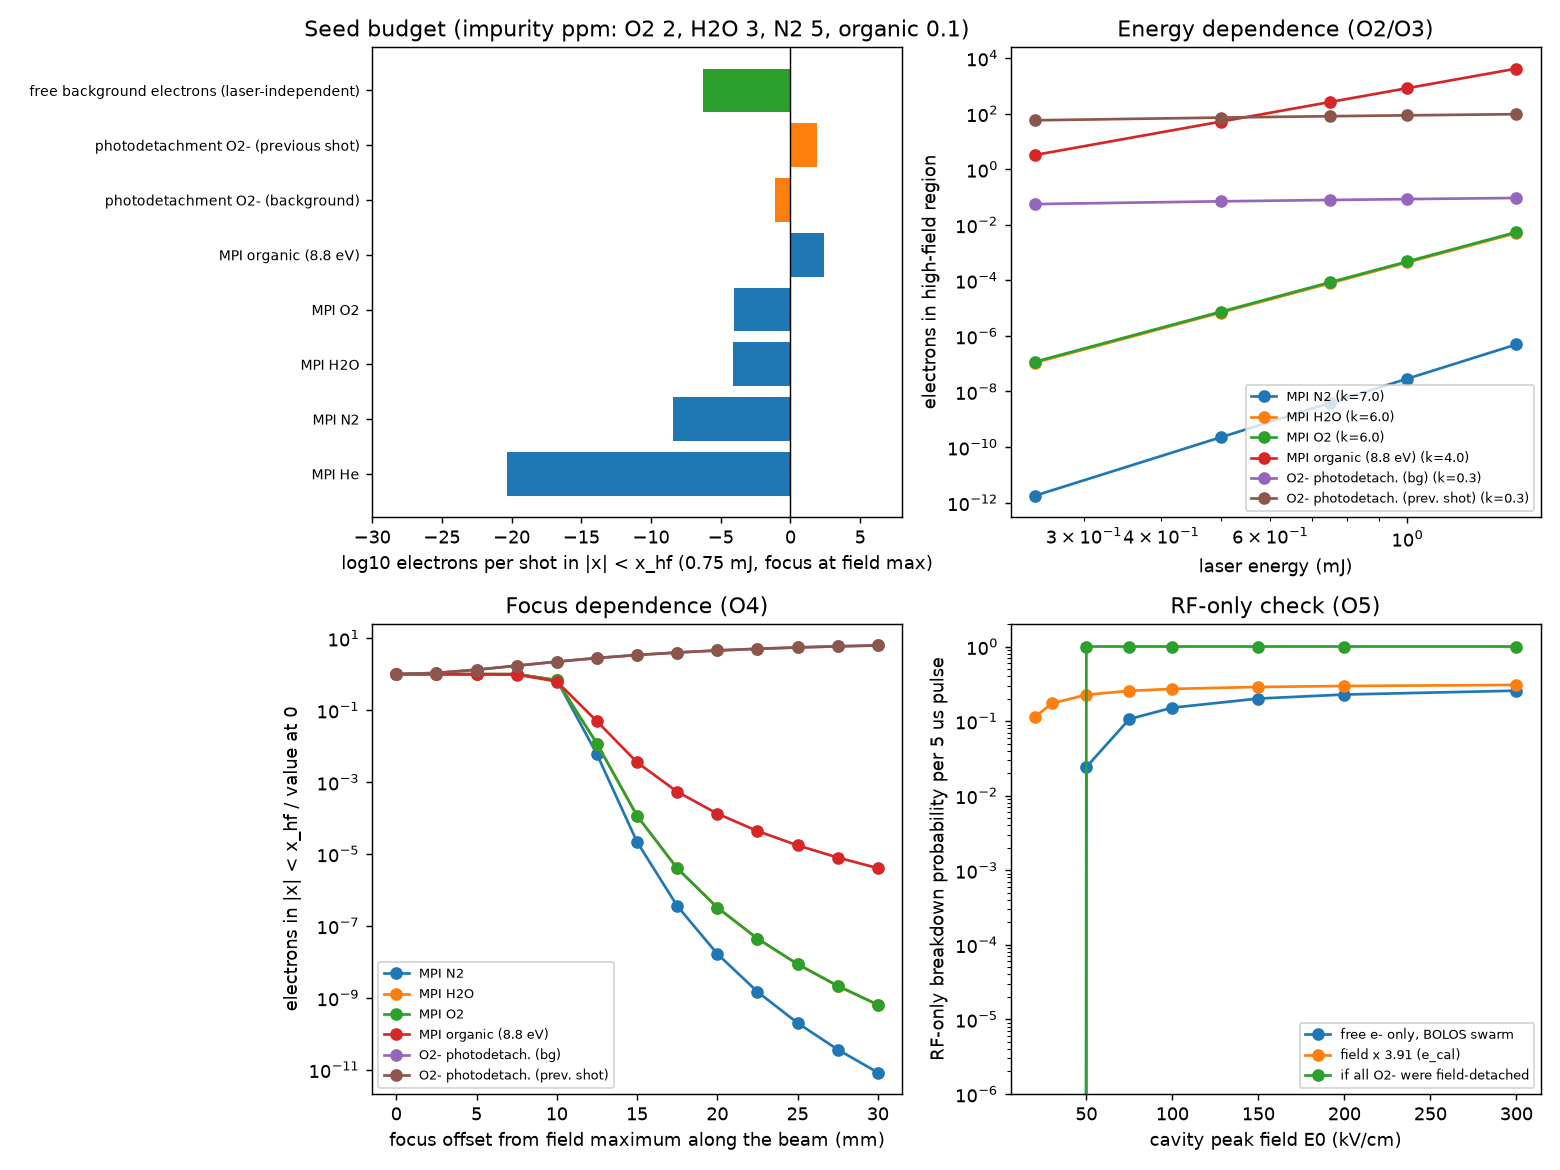 Seed budget (impurity ppm: O2 2, H2O 3, N2 5, organic 0.1)
free background electrons (laser-independent)
photodetachment O2- (previous shot)
photodetachment O2- (background)
MPI organic (8.8 eV)
MPI O2
MPI H2O
MPI N2
MPI He
−30 −25 −20 −15 −10 −5 0 5
log10 electrons per shot in |x| < x_hf (0.75 mJ, focus at field max)
Energy dependence (O2/O3)
electrons in high-field region
10^4
10^2
10^0
10^−2
10^−4
10^−6
10^−8
10^−10
10^−12
MPI N2 (k=7.0)
MPI H2O (k=6.0)
MPI O2 (k=6.0)
MPI organic (8.8 eV) (k=4.0)
O2- photodetach. (bg) (k=0.3)
O2- photodetach. (prev. shot) (k=0.3)
3 × 10^−1 4 × 10^−1 6 × 10^−1 10^0
laser energy (mJ)
Focus dependence (O4)
electrons in |x| < x_hf / value at 0
10^1
10^−1
10^−3
10^−5
10^−7
10^−9
10^−11
MPI N2
MPI H2O
MPI O2
MPI organic (8.8 eV)
O2- photodetach. (bg)
O2- photodetach. (prev. shot)
0 5 10 15 20 25 30
focus offset from field maximum along the beam (mm)
RF-only check (O5)
RF-only breakdown probability per 5 us pulse
10^0
10^−1
10^−2
10^−3
10^−4
10^−5
10^−6
free e- only, BOLOS swarm
field x 3.91 (e_cal)
if all O2- were field-detached
50 100 150 200 250 300
cavity peak field E0 (kV/cm)